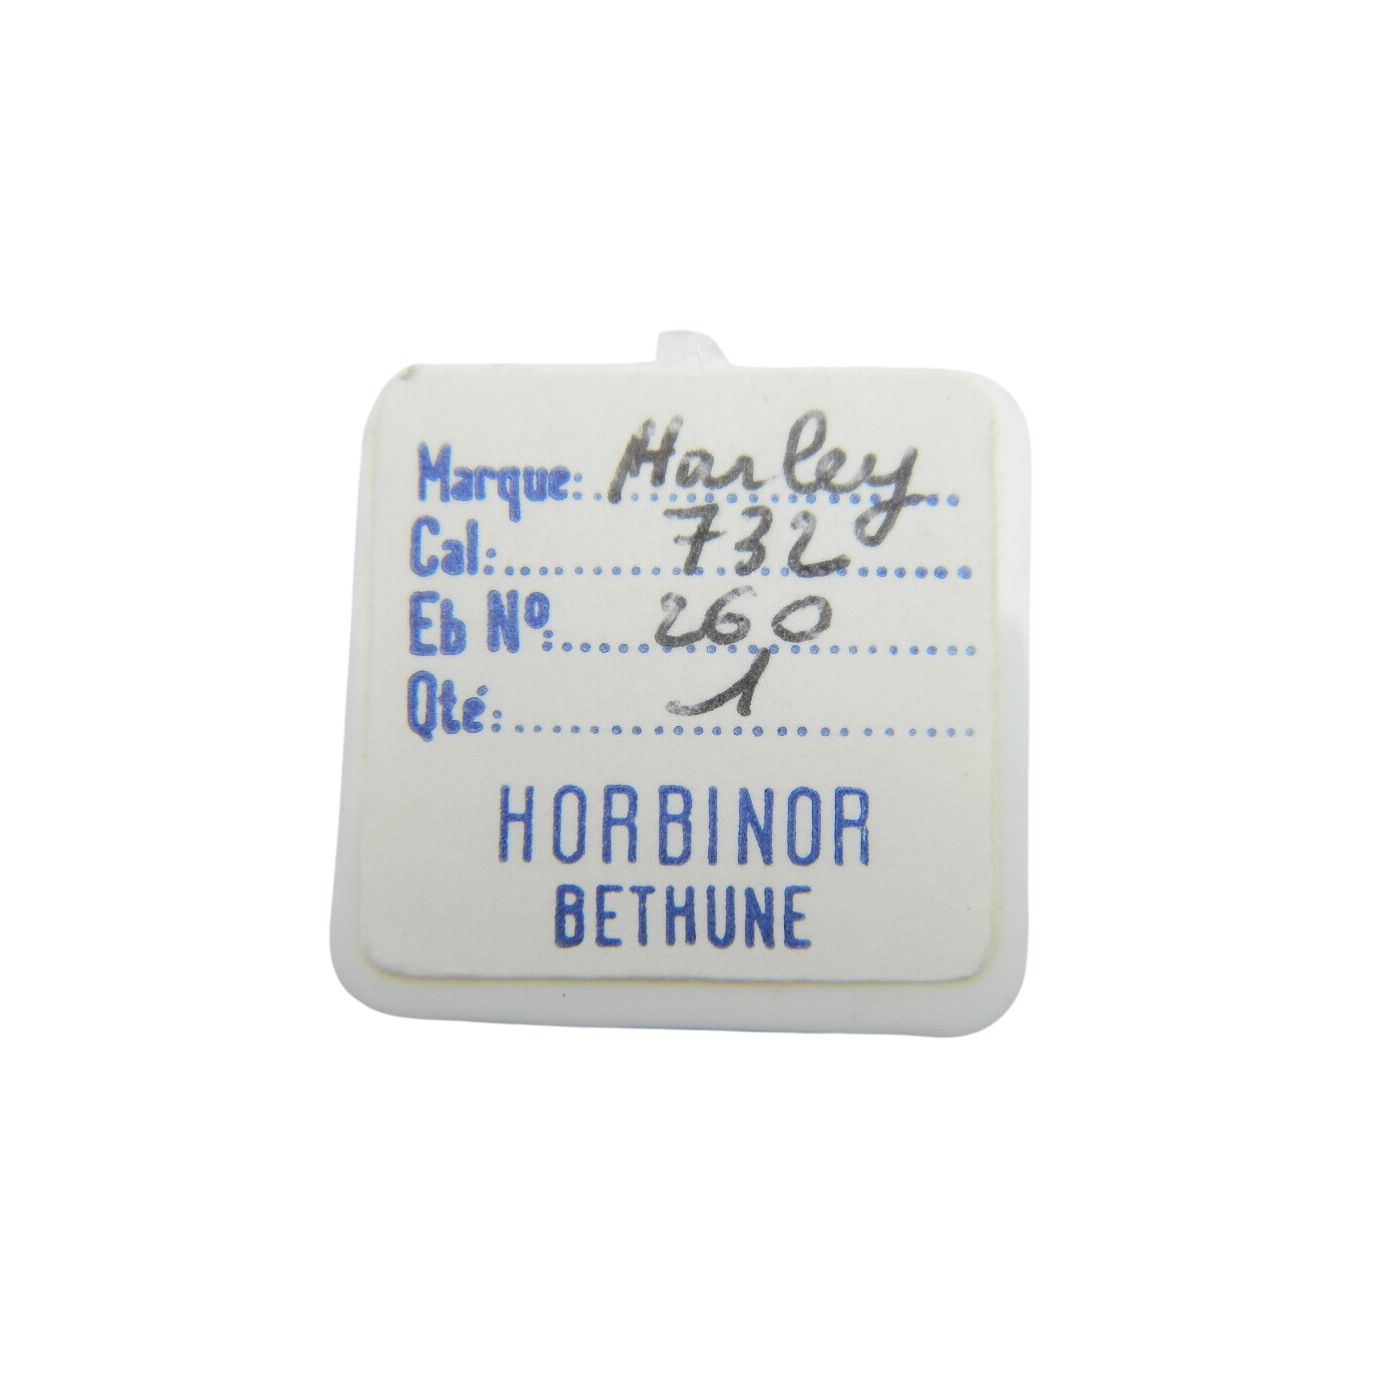 Marque: Harley
Cal: 732
Eb Nº: 260
Qté: 1
HORBINOR
BETHUNE